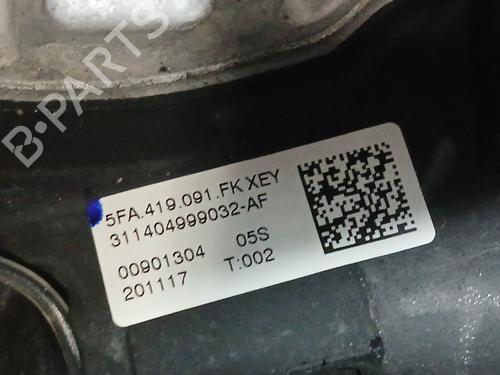 B-PARTS
5FA.419.091.FK XEY
311404999032-AF
00901304 05S
201117 T:002